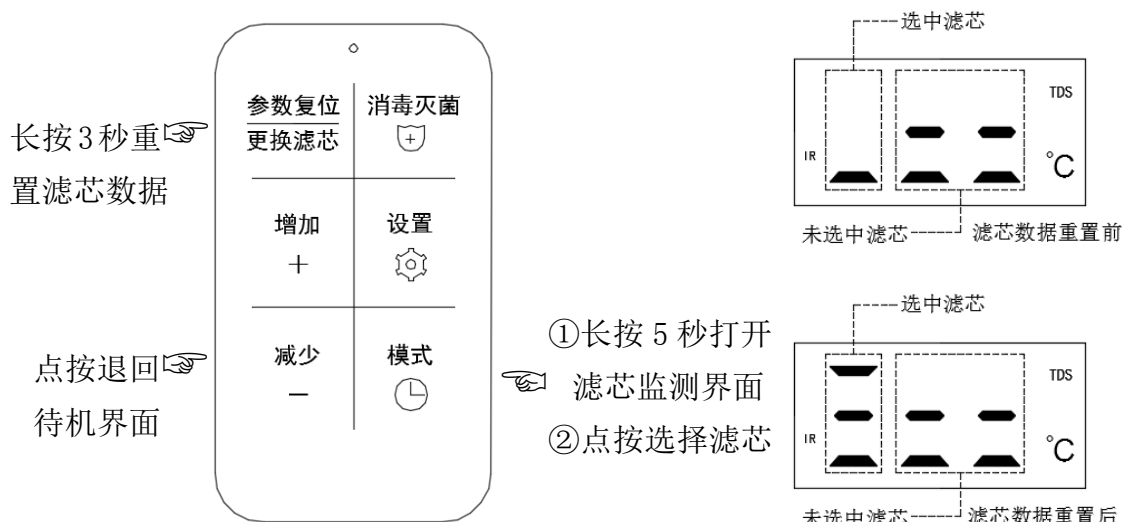 长按3秒重☞
置滤芯数据
点按退回☞
待机界面
参数复位
更换滤芯
消毒灭菌
增加
+
设置
减少
−
模式
①长按 5 秒打开
☜ 滤芯监测界面
②点按选择滤芯
选中滤芯
TDS
IR
°C
未选中滤芯
滤芯数据重置前
选中滤芯
TDS
IR
°C
未选中滤芯
滤芯数据重置后